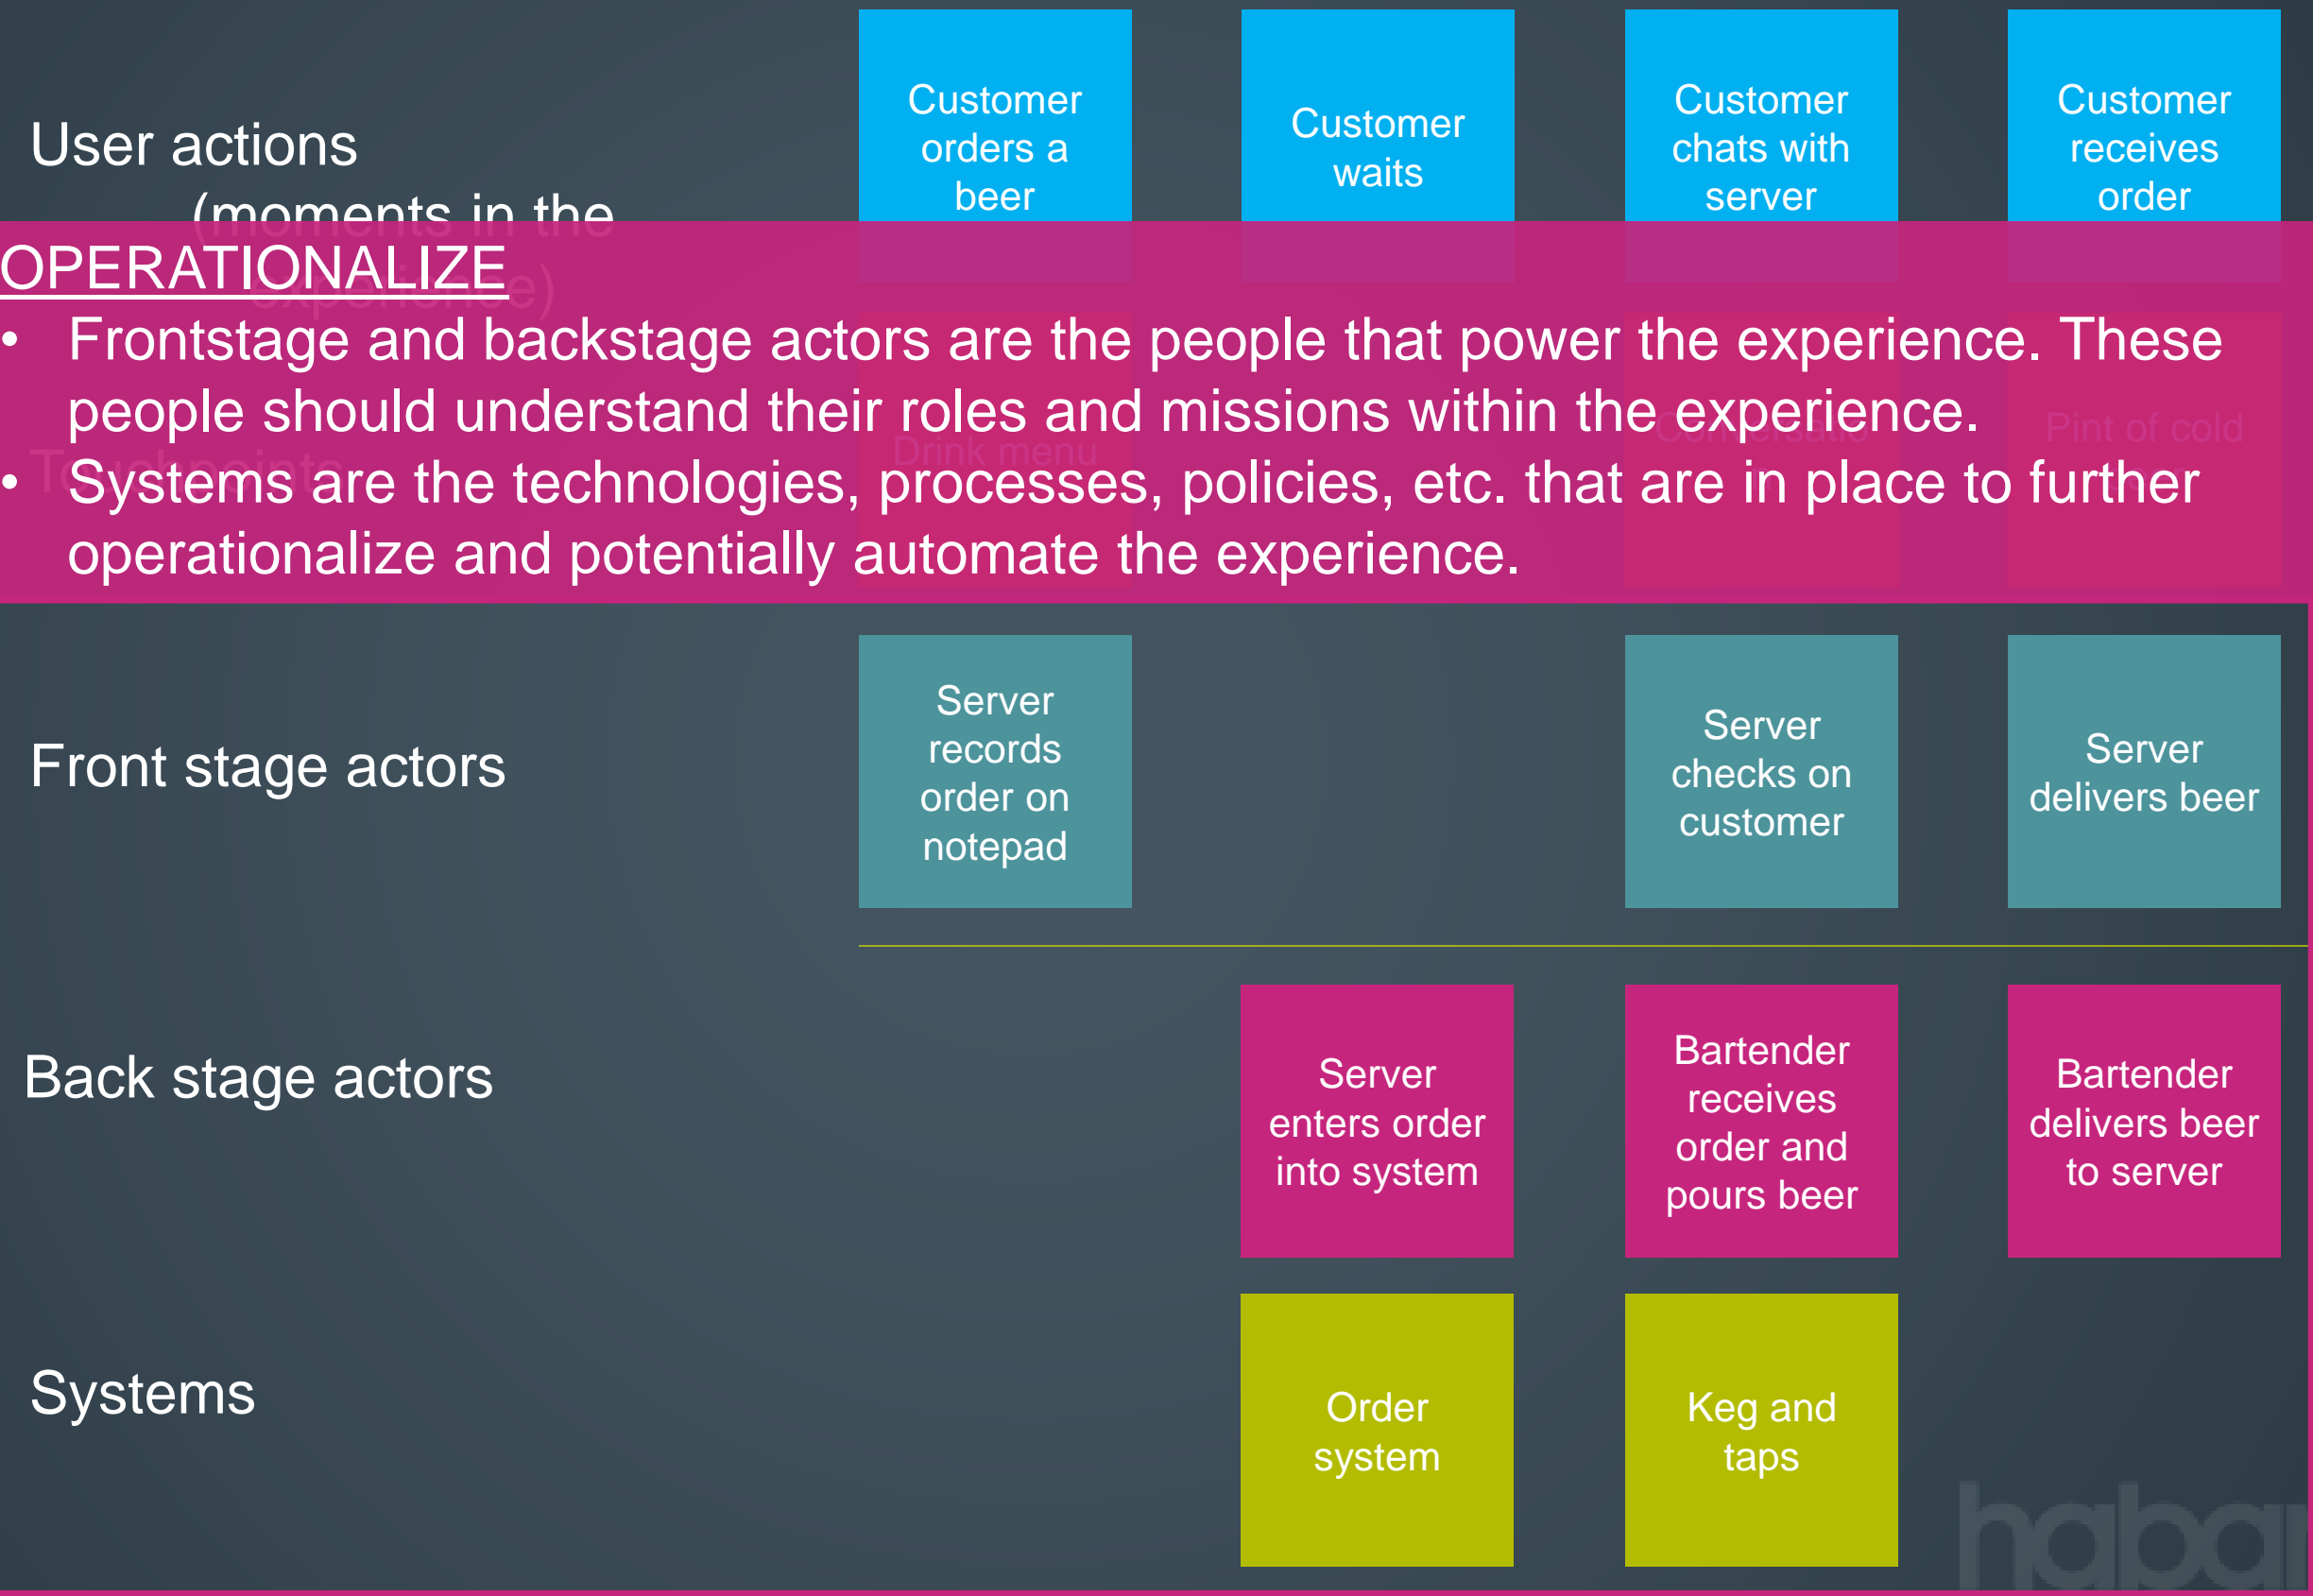 User actions
(moments in the
experience)
Customer
orders a
beer
Customer
waits
Customer
chats with
server
Customer
receives
order
OPERATIONALIZE
• Frontstage and backstage actors are the people that power the experience. These
people should understand their roles and missions within the experience.
• Systems are the technologies, processes, policies, etc. that are in place to further
operationalize and potentially automate the experience.
Touchpoints
Drink menu
Conversatio
Pint of cold
Front stage actors
Server
records
order on
notepad
Server
checks on
customer
Server
delivers beer
Back stage actors
Server
enters order
into system
Bartender
receives
order and
pours beer
Bartender
delivers beer
to server
Systems
Order
system
Keg and
taps